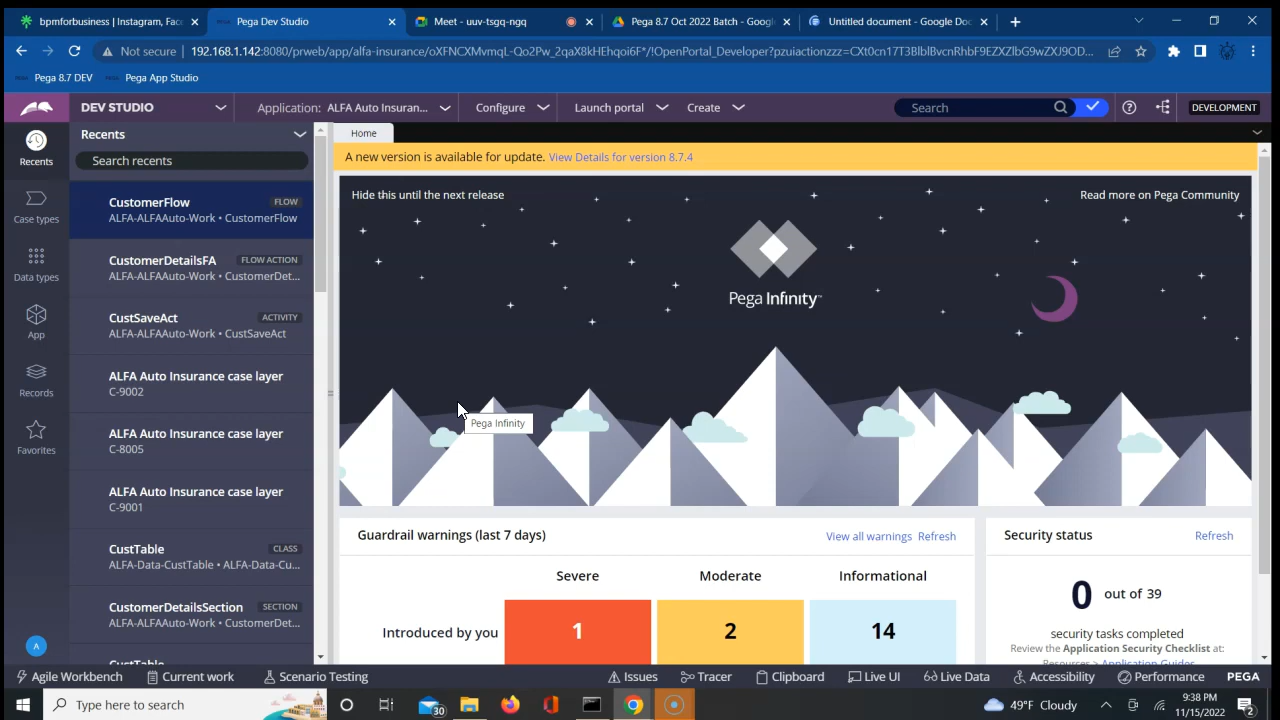 bpmforbusiness | Instagram, Fac
Pega Dev Studio
Meet - uuv-tsgq-ngq
Pega 8.7 Oct 2022 Batch - Googl
Untitled document - Google Doc
Not secure
192.168.1.142:8080/prweb/app/alfa-insurance/oXFNCXMvmqL-Qo2Pw_2qaX8kHEhqoi6F*/!OpenPortal_Developer?pzuiactionzzz=CXt0cn17T3BlblBvcnRhbF9EZXZlbG9wZXJ9OD...
Pega 8.7 DEV
Pega App Studio
DEV STUDIO
Application: ALFA Auto Insuran...
Configure
Launch portal
Create
Search
DEVELOPMENT
Recents
Case types
Data types
App
Records
Favorites
A
Recents
Search recents
CustomerFlow FLOW
ALFA-ALFAAuto-Work • CustomerFlow
CustomerDetailsFA FLOW ACTION
ALFA-ALFAAuto-Work • CustomerDet...
CustSaveAct ACTIVITY
ALFA-ALFAAuto-Work • CustSaveAct
ALFA Auto Insurance case layer
C-9002
ALFA Auto Insurance case layer
C-8005
ALFA Auto Insurance case layer
C-9001
CustTable CLASS
ALFA-Data-CustTable • ALFA-Data-Cu...
CustomerDetailsSection SECTION
ALFA-ALFAAuto-Work • CustomerDet...
CustTable
Home
A new version is available for update. View Details for version 8.7.4
Hide this until the next release
Read more on Pega Community
Pega Infinity™
Pega Infinity
Guardrail warnings (last 7 days)
View all warnings Refresh
Severe Moderate Informational
Introduced by you 1 2 14
Security status
Refresh
0 out of 39
security tasks completed
Review the Application Security Checklist at:
Resources > Application Guides
Agile Workbench
Current work
Scenario Testing
Issues
Tracer
Clipboard
Live UI
Live Data
Accessibility
Performance
PEGA
Type here to search
30
49°F Cloudy
9:38 PM
11/15/2022
2